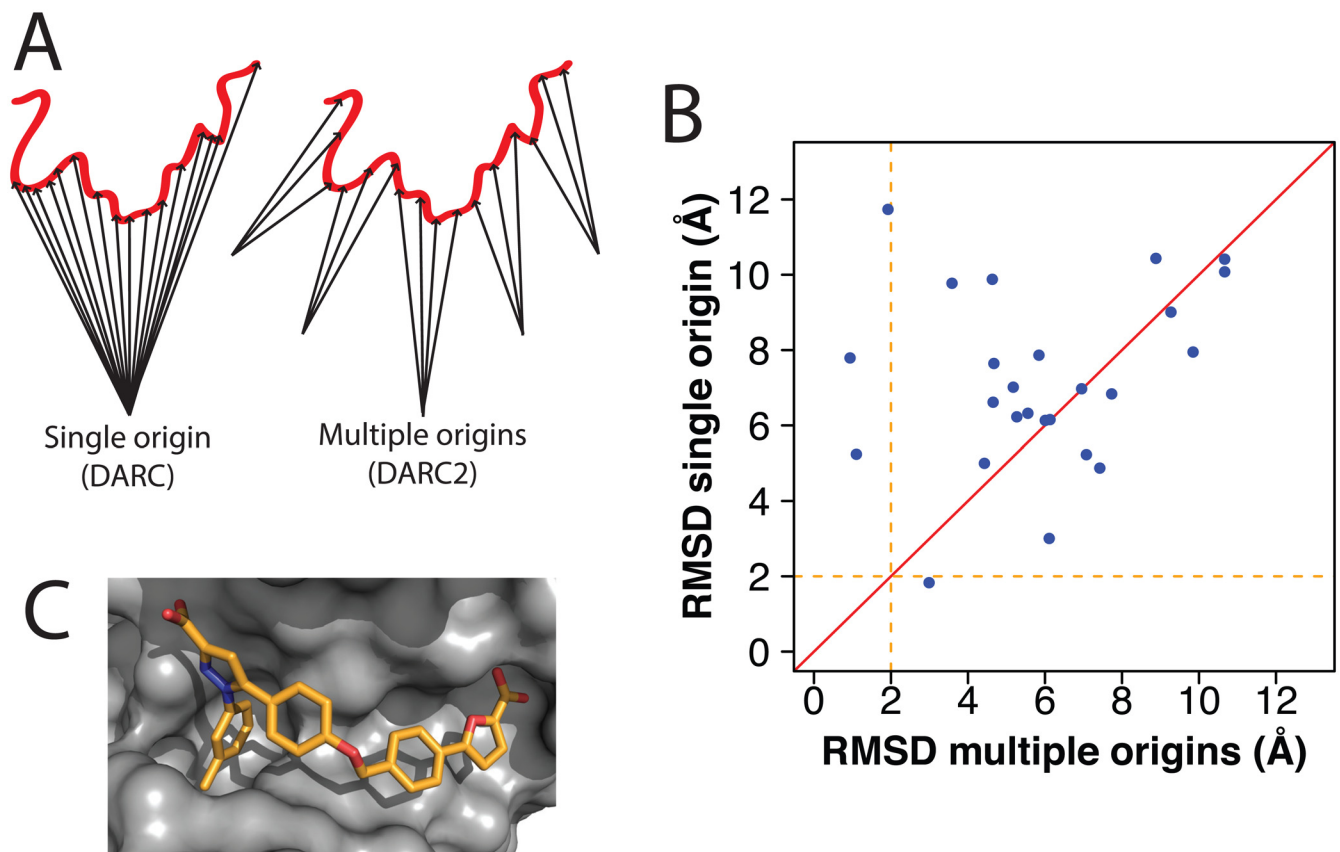 A
Single origin
(DARC)
Multiple origins
(DARC2)
B
RMSD single origin (Å)
12
10
8
6
4
2
0
0 2 4 6 8 10 12
RMSD multiple origins (Å)
C